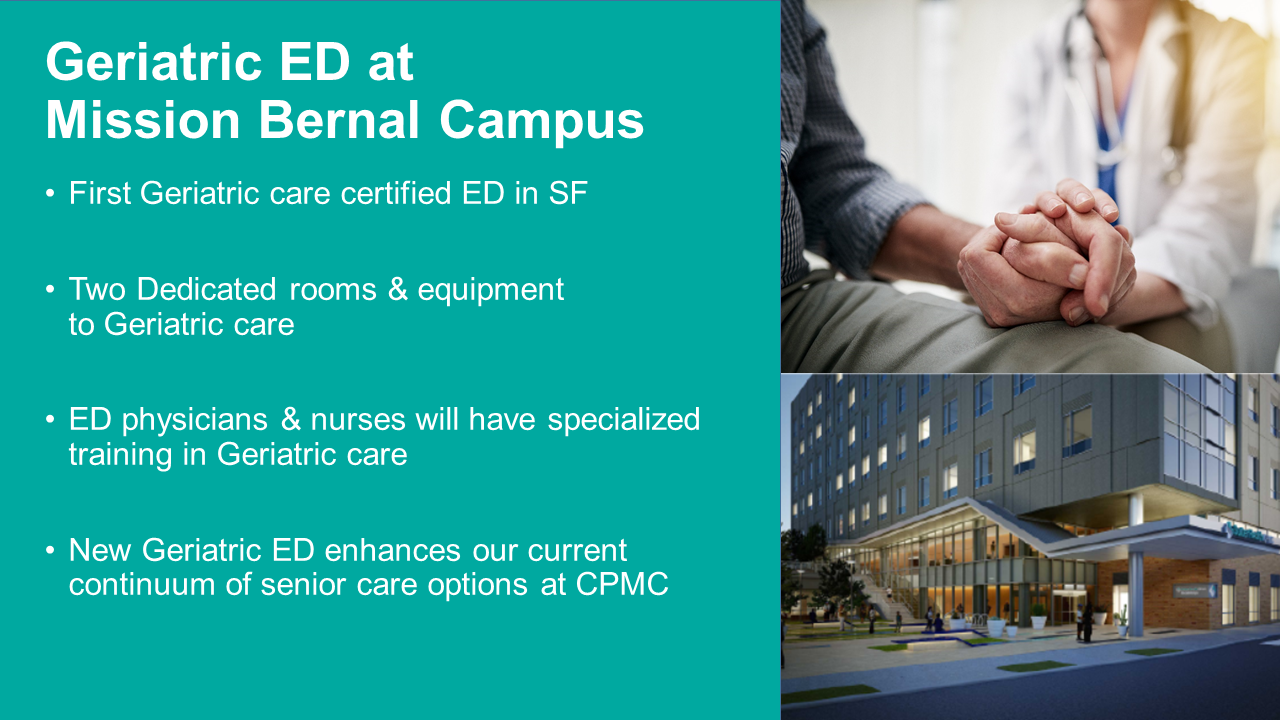 Geriatric ED at
Mission Bernal Campus
• First Geriatric care certified ED in SF
• Two Dedicated rooms & equipment
to Geriatric care
• ED physicians & nurses will have specialized
training in Geriatric care
• New Geriatric ED enhances our current
continuum of senior care options at CPMC